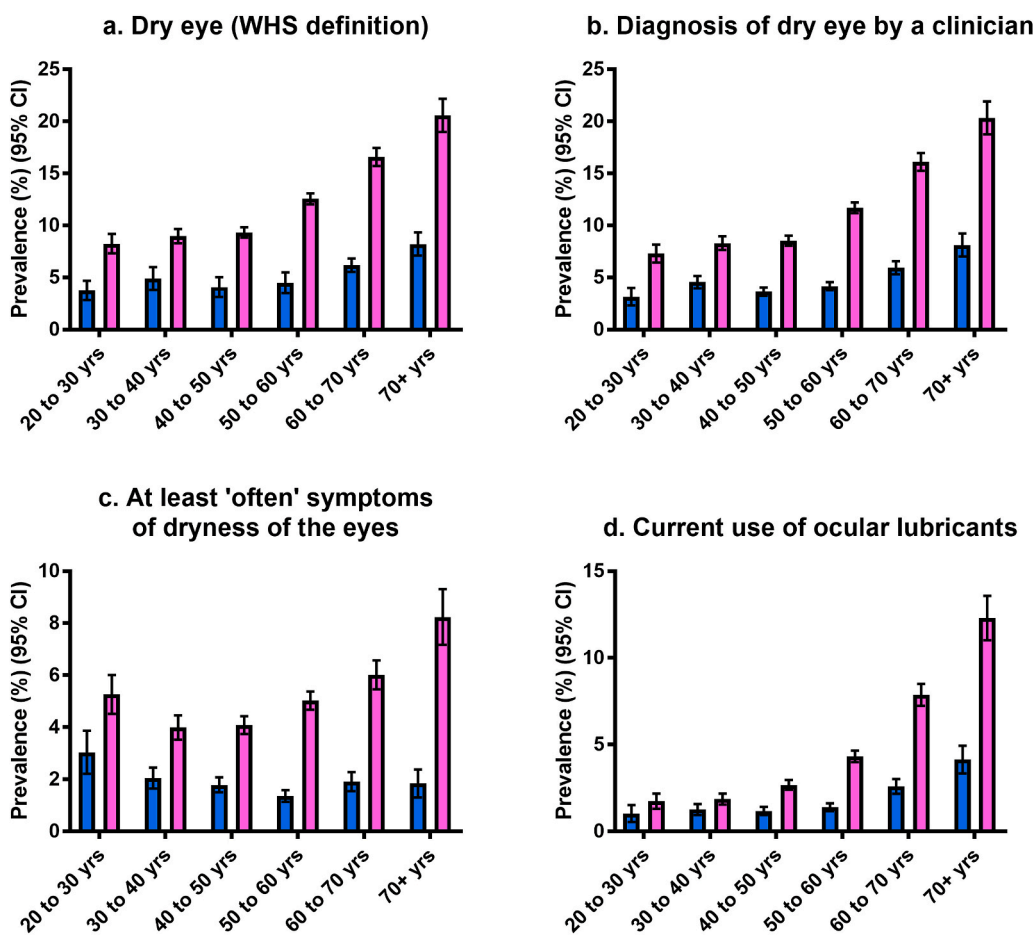 a. Dry eye (WHS definition)
Prevalence (%) (95% CI)
25
20
15
10
5
0
20 to 30 yrs
30 to 40 yrs
40 to 50 yrs
50 to 60 yrs
60 to 70 yrs
70+ yrs
b. Diagnosis of dry eye by a clinician
Prevalence (%) (95% CI)
25
20
15
10
5
0
20 to 30 yrs
30 to 40 yrs
40 to 50 yrs
50 to 60 yrs
60 to 70 yrs
70+ yrs
c. At least 'often' symptoms
of dryness of the eyes
Prevalence (%) (95% CI)
10
8
6
4
2
0
20 to 30 yrs
30 to 40 yrs
40 to 50 yrs
50 to 60 yrs
60 to 70 yrs
70+ yrs
d. Current use of ocular lubricants
Prevalence (%) (95% CI)
15
10
5
0
20 to 30 yrs
30 to 40 yrs
40 to 50 yrs
50 to 60 yrs
60 to 70 yrs
70+ yrs